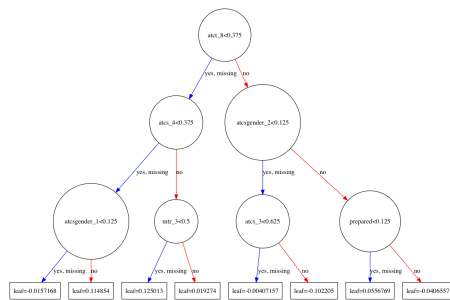 atct_8<0.375
yes, missing
no
atcs_4<0.375
atcsgender_2<0.125
yes, missing
no
yes, missing
no
atcsgender_1<0.125
mtr_3<0.5
atcs_3<0.625
prepared<0.125
yes, missing
no
yes, missing
no
yes, missing
no
yes, missing
no
leaf=-0.0157168
leaf=0.114854
leaf=0.125013
leaf=0.019274
leaf=-0.00407157
leaf=-0.102205
leaf=0.0556769
leaf=-0.0406557